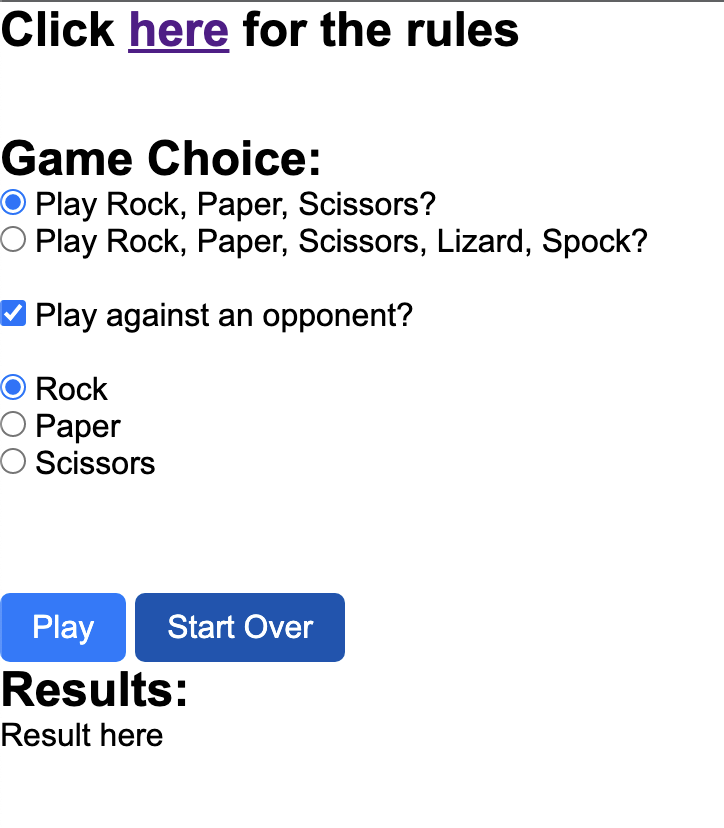 Click here for the rules
Game Choice:
Play Rock, Paper, Scissors?
Play Rock, Paper, Scissors, Lizard, Spock?
Play against an opponent?
Rock
Paper
Scissors
Play Start Over
Results:
Result here